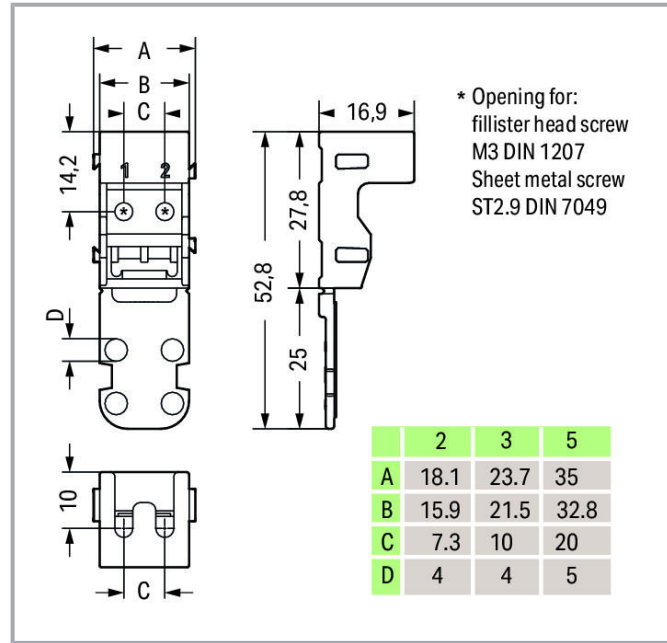 A
B
C
14,2
1 2
* *
D
10
C
16,9
27,8
52,8
25
* Opening for:
fillister head screw
M3 DIN 1207
Sheet metal screw
ST2.9 DIN 7049
2 3 5
A 18.1 23.7 35
B 15.9 21.5 32.8
C 7.3 10 20
D 4 4 5